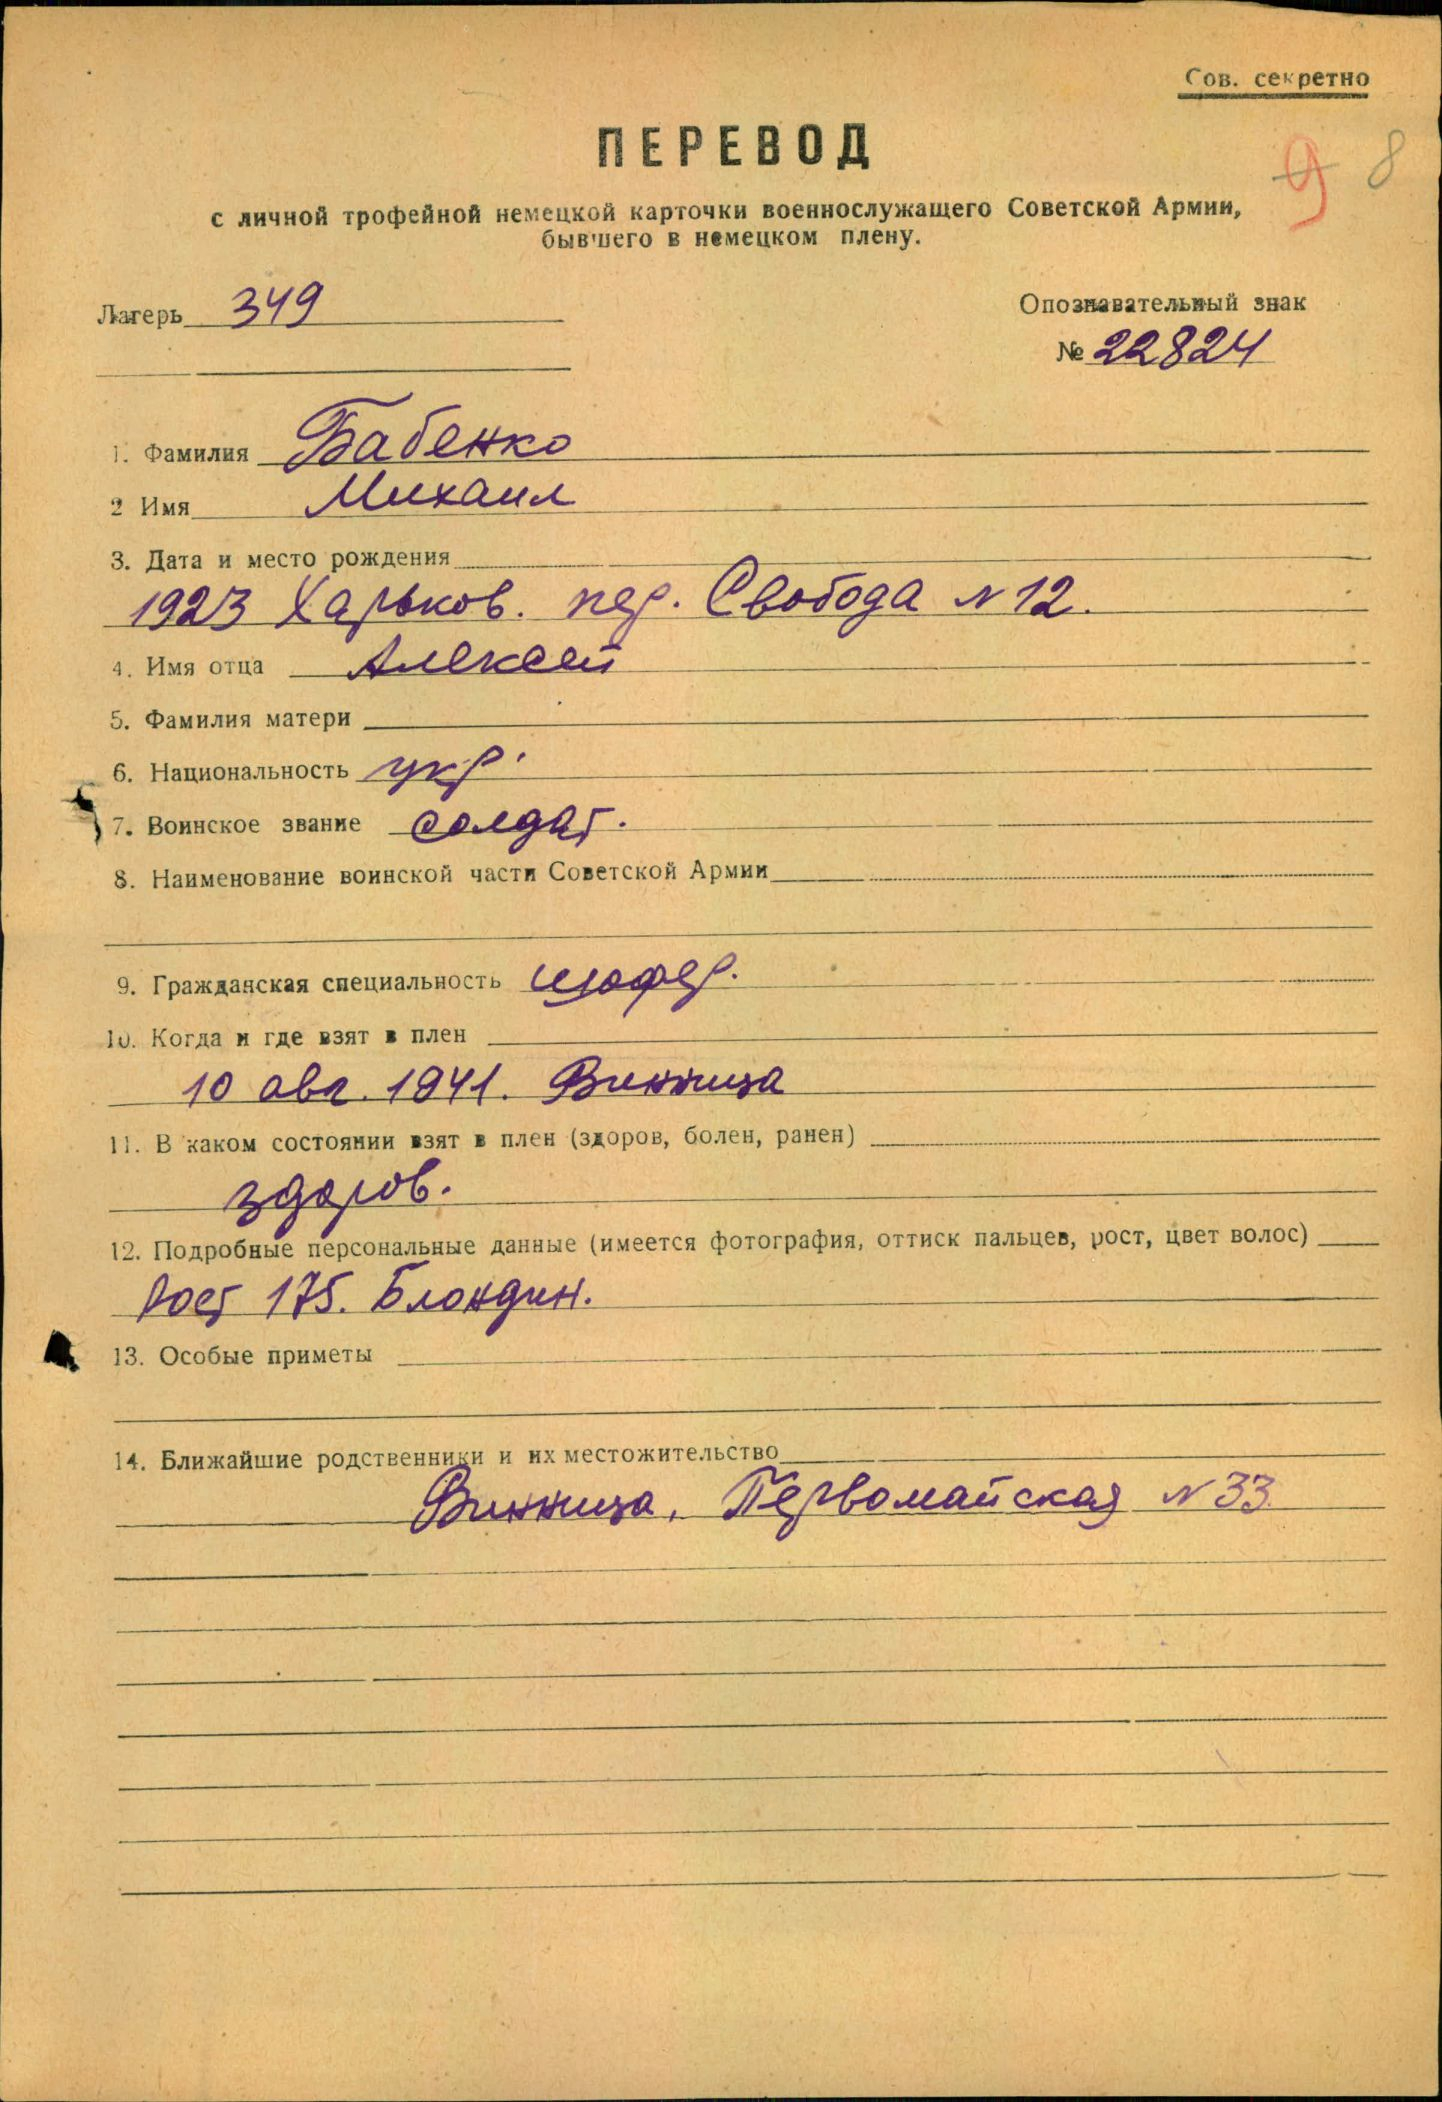 Сов. секретно
ПЕРЕВОД
9 8
с личной трофейной немецкой карточки военнослужащего Советской Армии,
бывшего в немецком плену.
Лагерь 349
Опознавательный знак
№ 22824
1. Фамилия Бабенко
2 Имя Михаил
3. Дата и место рождения
1923 Харьков. пер. Свобода N 12.
4. Имя отца Алексей
5. Фамилия матери
6. Национальность укр.
7. Воинское звание солдат.
8. Наименование воинской части Советской Армии
9. Гражданская специальность шофер.
10. Когда и где взят в плен
10 авг. 1941. Винница
11. В каком состоянии взят в плен (здоров, болен, ранен)
здоров.
12. Подробные персональные данные (имеется фотография, оттиск пальцев, рост, цвет волос)
Рост 175. Блондин.
13. Особые приметы
14. Ближайшие родственники и их местожительство
Винница, Первомайская N 33.